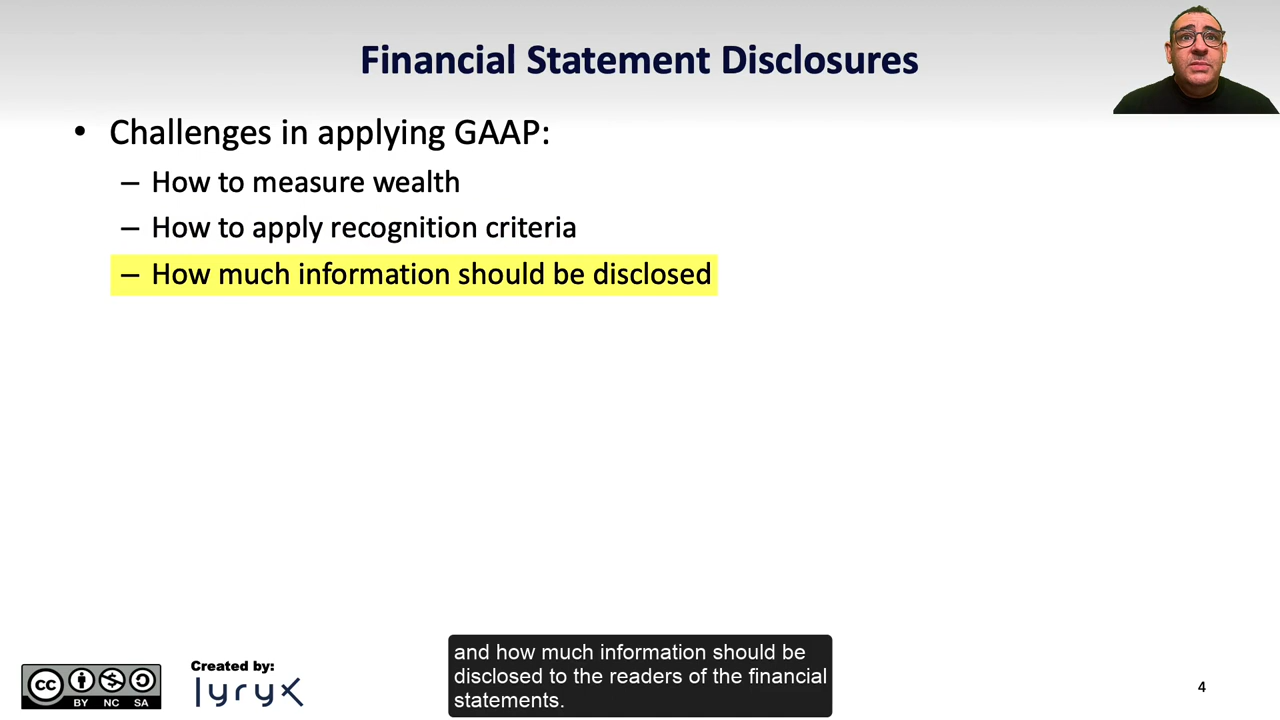 Financial Statement Disclosures
• Challenges in applying GAAP:
– How to measure wealth
– How to apply recognition criteria
– How much information should be disclosed
and how much information should be
disclosed to the readers of the financial
statements.
Created by:
lyryx
cc
BY NC SA
4